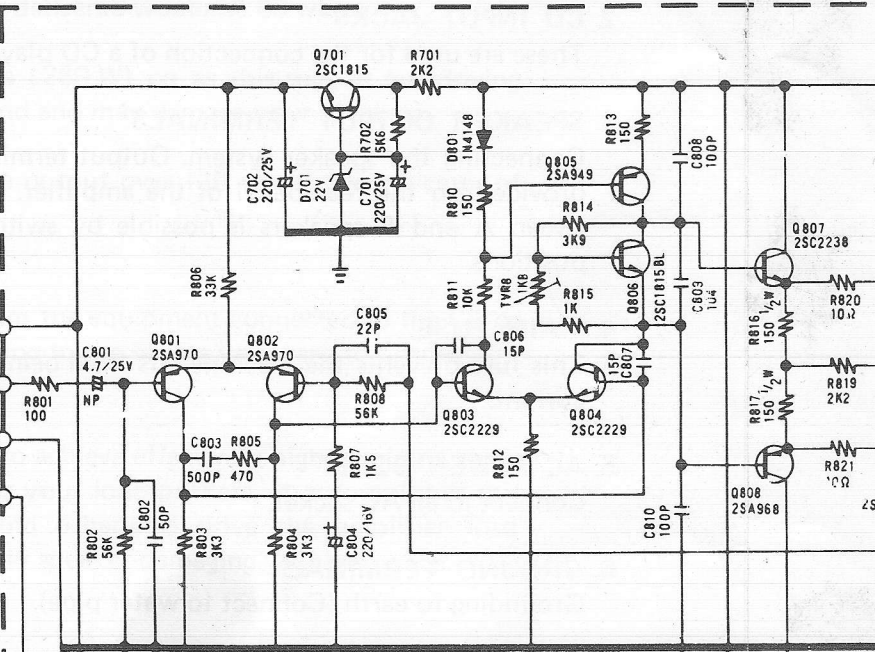 Q701
2SC1815
R701
2K2
C702
220/25V
D701
22V
R702
5K6
C701
220/25V
D801
1N4148
R810
150
R813
150
C808
100P
Q805
2SA949
R814
3K9
R806
33K
R811
10K
TVR8
1KB
R815
1K
Q806
2SC1815BL
C803
104
Q807
2SC2238
R820
10Ω
R816
150 1/2W
C801
4.7/25V
NP
R801
100
Q801
2SA970
Q802
2SA970
C805
22P
R808
56K
C806
15P
C807
15P
R819
2K2
R817
150 1/2W
Q803
2SC2229
Q804
2SC2229
C803
500P
R805
470
R807
1K5
R812
150
R821
10Ω
Q808
2SA968
C810
100P
R802
56K
C802
50P
R803
3K3
R804
3K3
C804
220/16V
2S